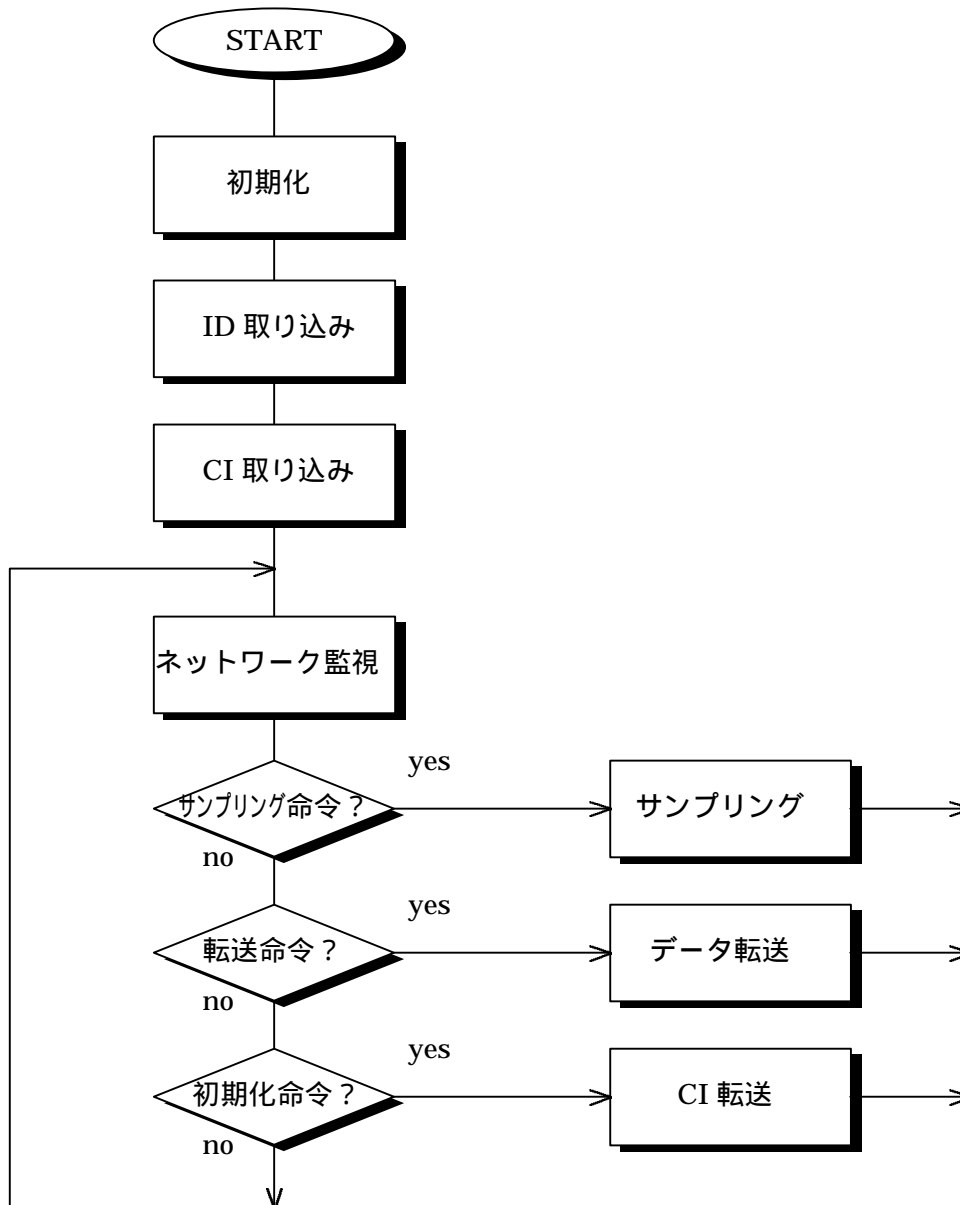 START
初期化
ID 取り込み
CI 取り込み
ネットワーク監視
yes
サンプリング命令？
サンプリング
no
yes
転送命令？
データ転送
no
yes
初期化命令？
CI 転送
no